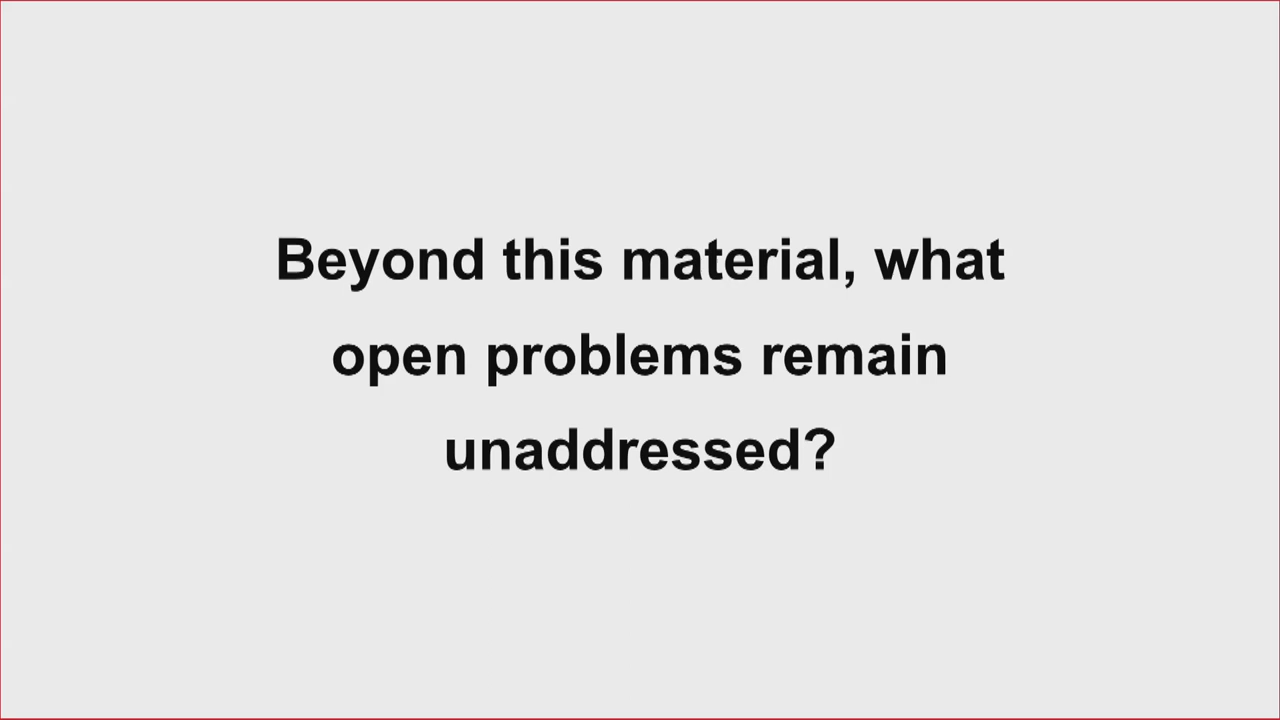 Beyond this material, what
open problems remain
unaddressed?